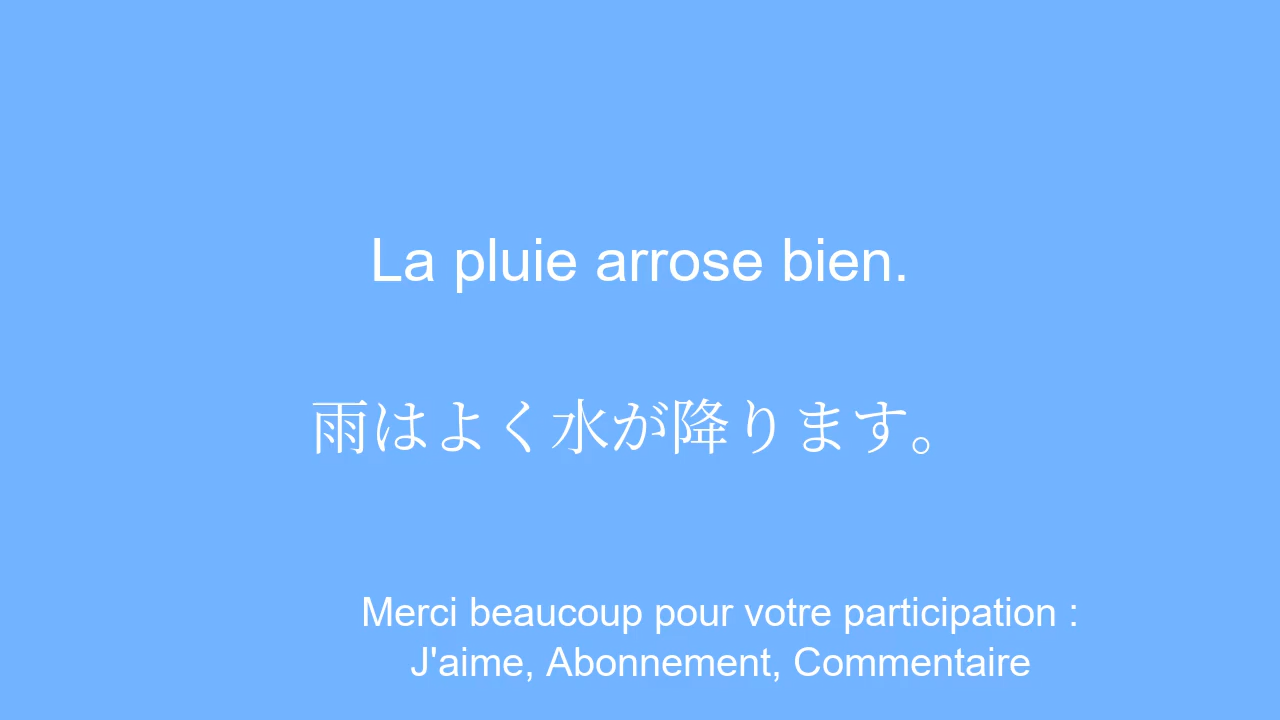 La pluie arrose bien.
雨はよく水が降ります。
Merci beaucoup pour votre participation :
J'aime, Abonnement, Commentaire